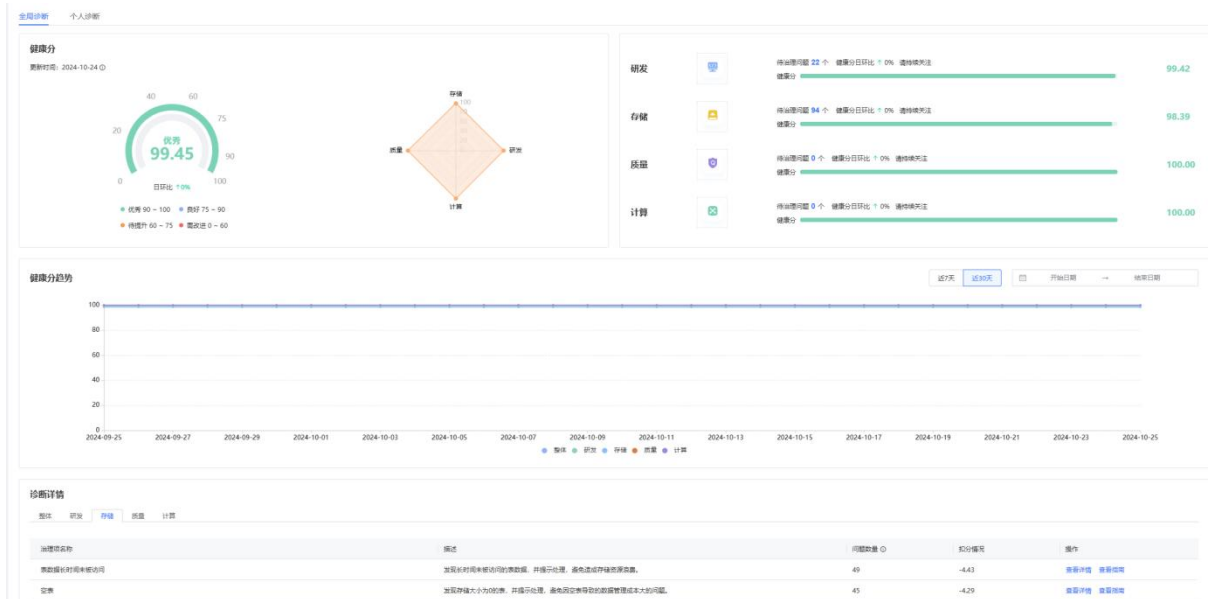 全局诊断 个人诊断
健康分
更新时间：2024-10-24
40 60
20 75
优秀
99.45
90
0 100
日环比 ↑0%
优秀 90 ~ 100 良好 75 ~ 90
待提升 60 ~ 75 需改进 0 ~ 60
存储
100
质量 研发
计算
研发 待治理问题 22 个 健康分日环比 ↑ 0% 请持续关注
健康分 99.42
存储 待治理问题 94 个 健康分日环比 ↑ 0% 请持续关注
健康分 98.39
质量 待治理问题 0 个 健康分日环比 ↑ 0% 请持续关注
健康分 100.00
计算 待治理问题 0 个 健康分日环比 ↑ 0% 请持续关注
健康分 100.00
健康分趋势 近7天 近30天 开始日期 → 结束日期
100
80
60
40
20
0
2024-09-25 2024-09-27 2024-09-29 2024-10-01 2024-10-03 2024-10-05 2024-10-07 2024-10-09 2024-10-11 2024-10-13 2024-10-15 2024-10-17 2024-10-19 2024-10-21 2024-10-23 2024-10-25
整体 研发 存储 质量 计算
诊断详情
整体 研发 存储 质量 计算
治理项名称 描述 问题数量 扣分情况 操作
表数据长时间未被访问 发现长时间未被访问的表数据，并提示处理，避免造成存储资源浪费。 49 -4.43 查看详情 查看指南
空表 发现存储大小为0的表，并提示处理，避免因空表导致的数据管理成本大的问题。 45 -4.29 查看详情 查看指南